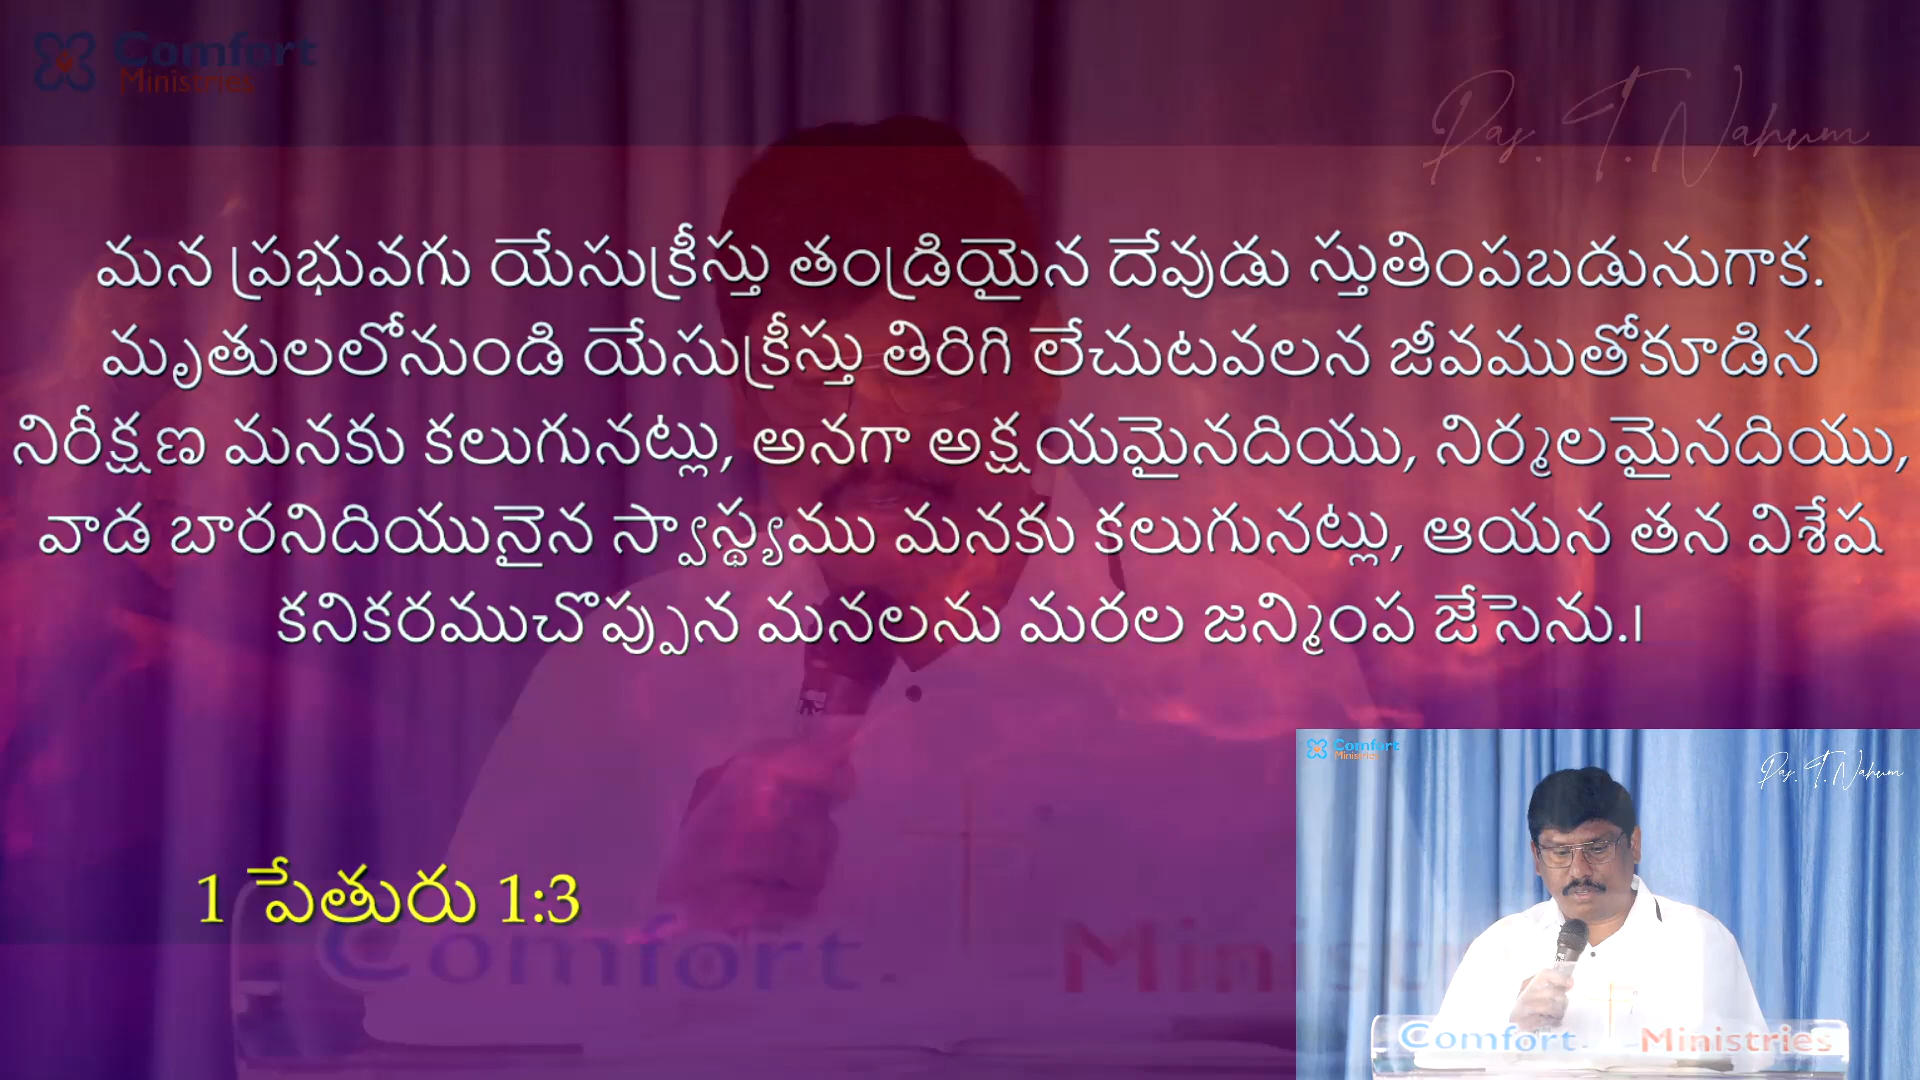 Comfort
Ministries
Pas. T. Nahum
మన ప్రభువగు యేసుక్రీస్తు తండ్రియైన దేవుడు స్తుతింపబడునుగాక.
మృతులలోనుండి యేసుక్రీస్తు తిరిగి లేచుటవలన జీవముతోకూడిన
నిరీక్షణ మనకు కలుగునట్లు, అనగా అక్షయమైనదియు, నిర్మలమైనదియు,
వాడ బారనిదియునైన స్వాస్థ్యము మనకు కలుగునట్లు, ఆయన తన విశేష
కనికరముచొప్పున మనలను మరల జన్మింప జేసెను.।
1 పేతురు 1:3
Comfort Ministries
Comfort
Ministries
Pas. T. Nahum
Comfort Ministries